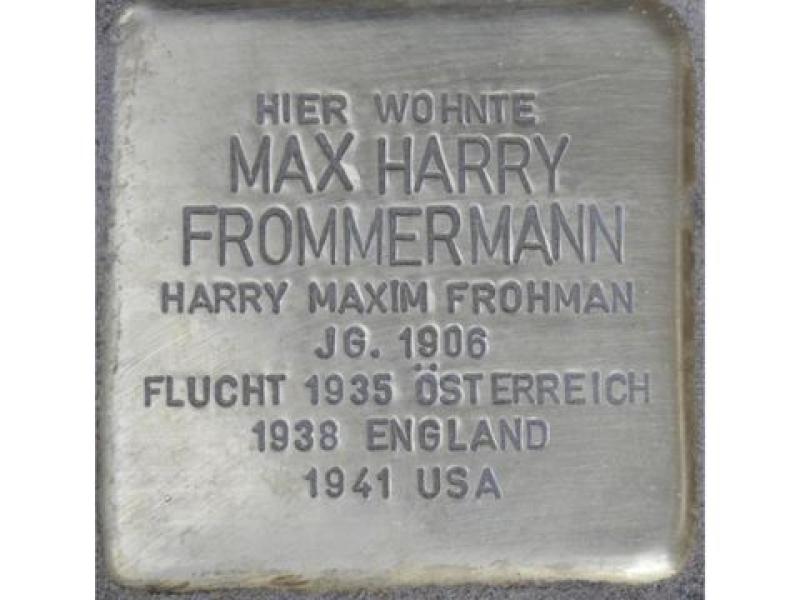 HIER WOHNTE
MAX HARRY
FROMMERMANN
HARRY MAXIM FROHMAN
JG. 1906
FLUCHT 1935 ÖSTERREICH
1938 ENGLAND
1941 USA